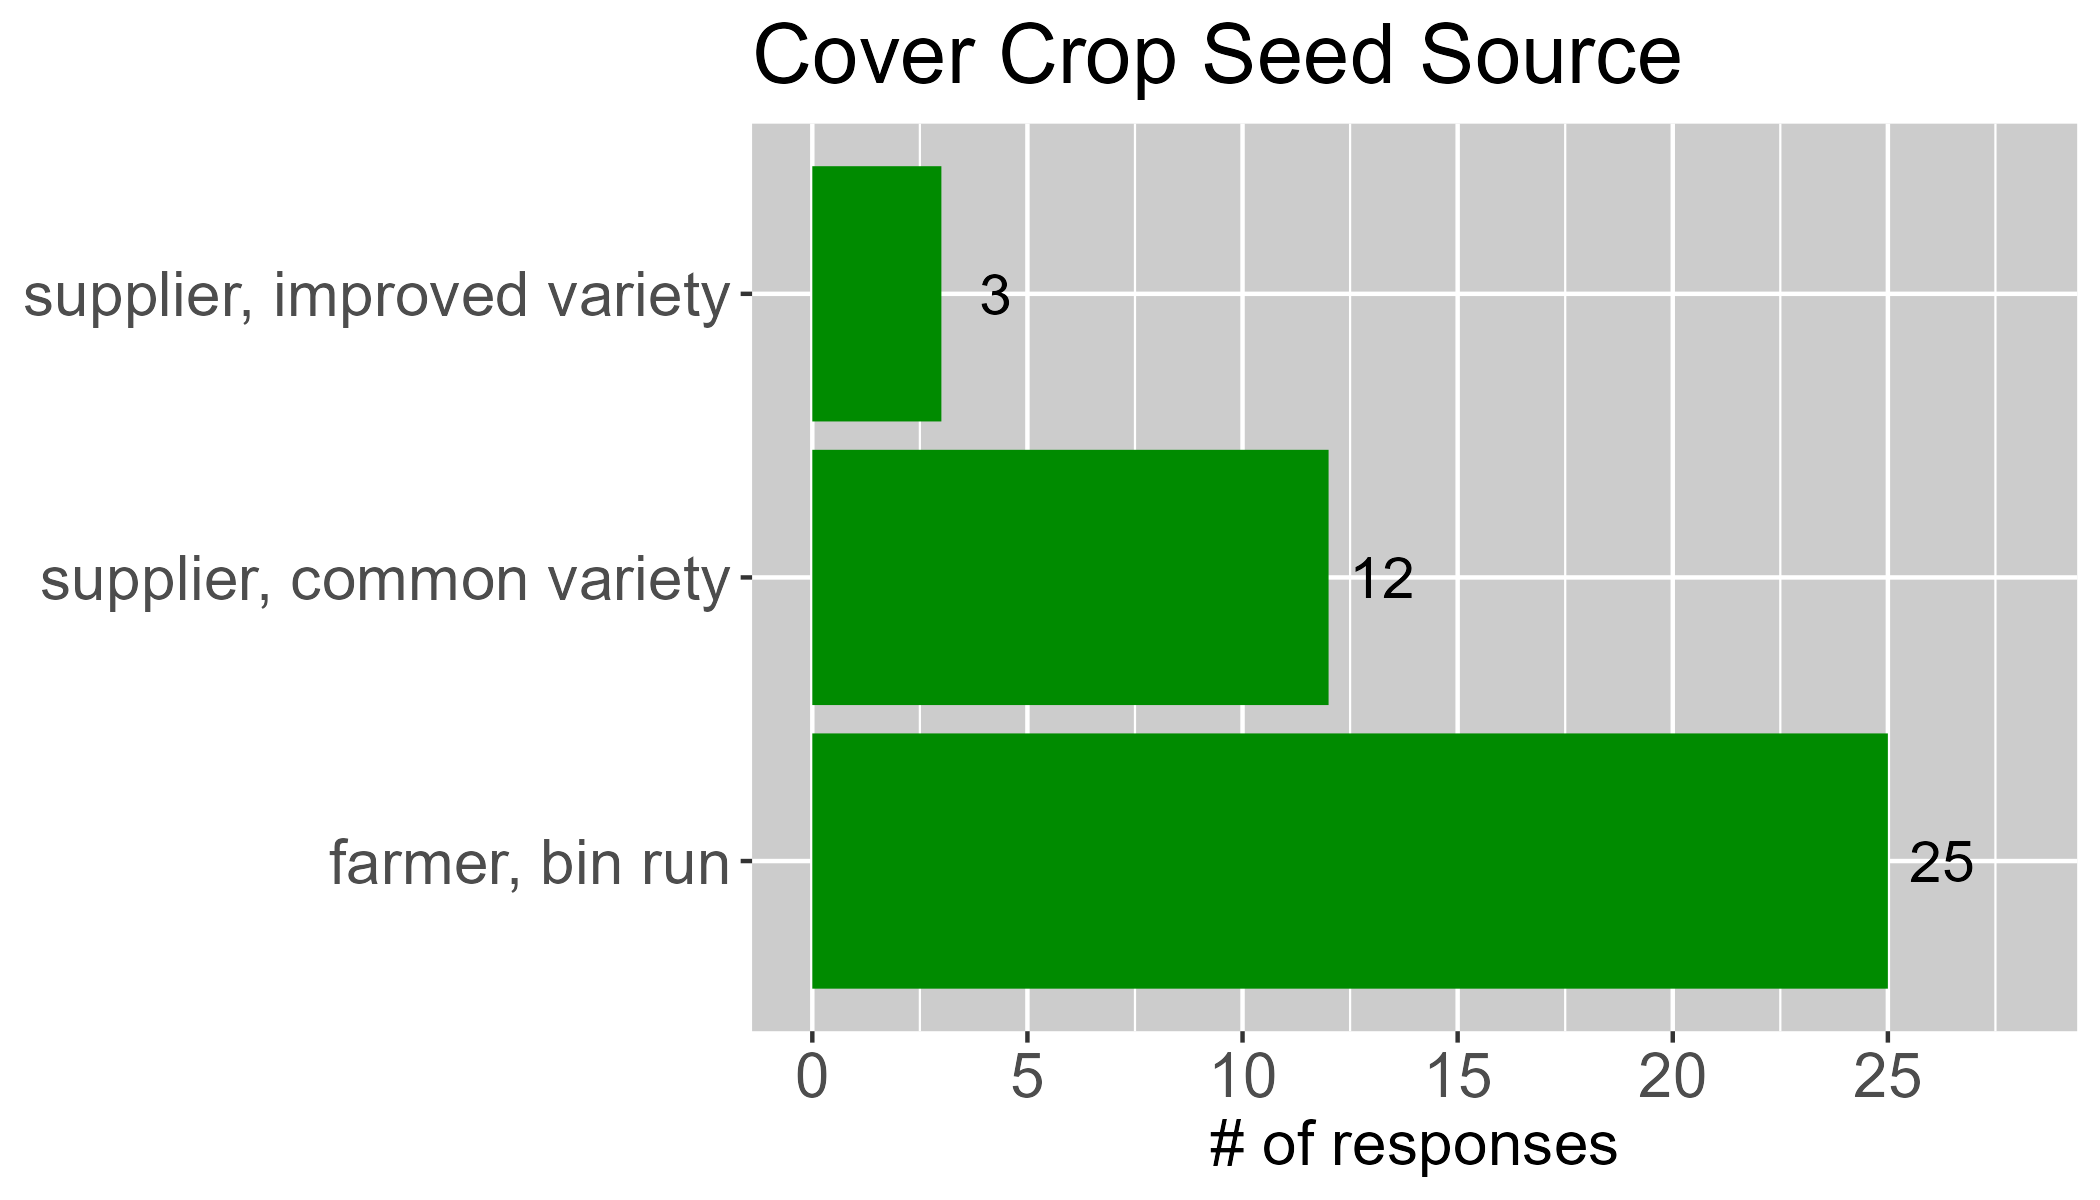 Cover Crop Seed Source
supplier, improved variety
3
supplier, common variety
12
farmer, bin run
25
0 5 10 15 20 25
# of responses